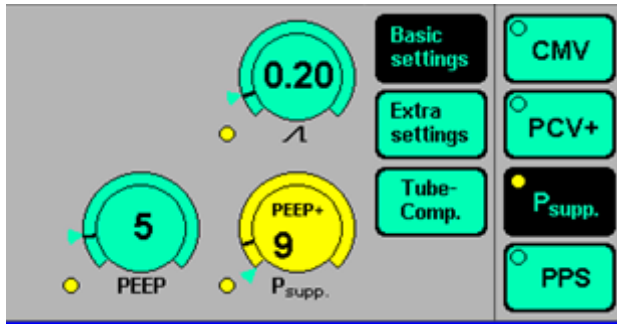 0.20
5
PEEP
PEEP+
9
Psupp.
Basic
settings
Extra
settings
Tube-
Comp.
CMV
PCV+
Psupp.
PPS